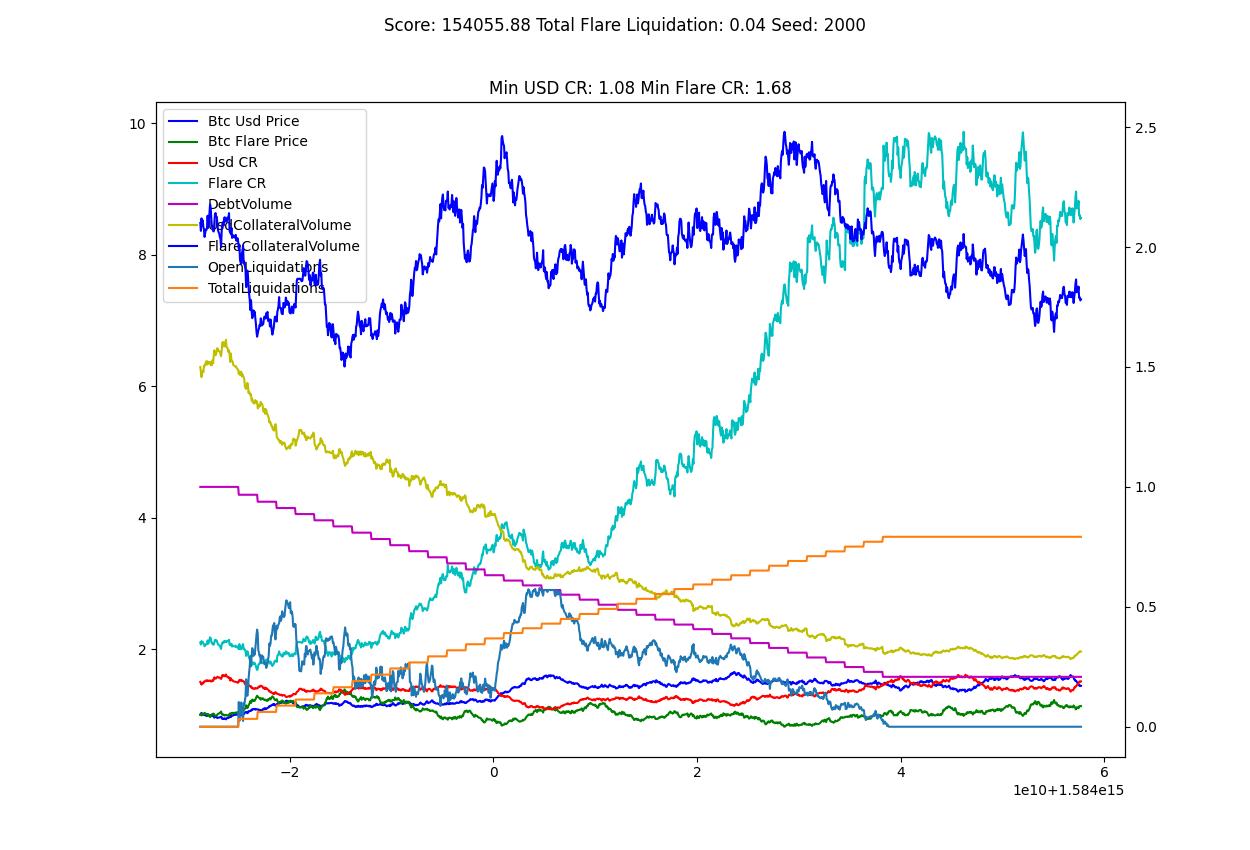 Score: 154055.88 Total Flare Liquidation: 0.04 Seed: 2000
Min USD CR: 1.08 Min Flare CR: 1.68
Btc Usd Price
Btc Flare Price
Usd CR
Flare CR
DebtVolume
UsdCollateralVolume
FlareCollateralVolume
OpenLiquidations
TotalLiquidations
10
8
6
4
2
2.5
2.0
1.5
1.0
0.5
0.0
−2
0
2
4
6
1e10+1.584e15